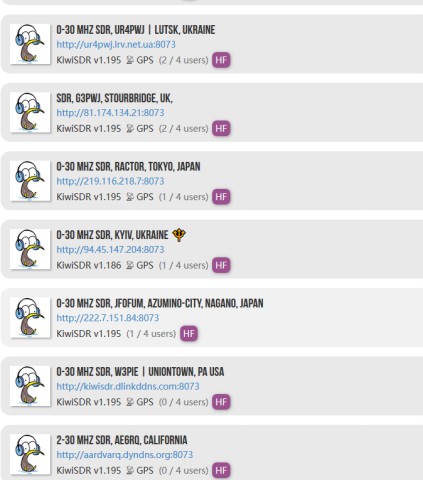 0-30 MHZ SDR, UR4PWJ | LUTSK, UKRAINE
http://ur4pwj.lrv.net.ua:8073
KiwiSDR v1.195 GPS (2 / 4 users) HF
SDR, G3PWJ, STOURBRIDGE, UK,
http://81.174.134.21:8073
KiwiSDR v1.195 GPS (2 / 4 users) HF
0-30 MHZ SDR, RACTOR, TOKYO, JAPAN
http://219.116.218.7:8073
KiwiSDR v1.195 GPS (1 / 4 users) HF
0-30 MHZ SDR, KYIV, UKRAINE
http://94.45.147.204:8073
KiwiSDR v1.186 GPS (1 / 4 users) HF
0-30 MHZ SDR, JF0FUM, AZUMINO-CITY, NAGANO, JAPAN
http://222.7.151.84:8073
KiwiSDR v1.195 (1 / 4 users) HF
0-30 MHZ SDR, W3PIE | UNIONTOWN, PA USA
http://kiwisdr.dlinkddns.com:8073
KiwiSDR v1.195 GPS (0 / 4 users) HF
2-30 MHZ SDR, AE6RQ, CALIFORNIA
http://aardvarq.dyndns.org:8073
KiwiSDR v1.195 GPS (0 / 4 users) HF